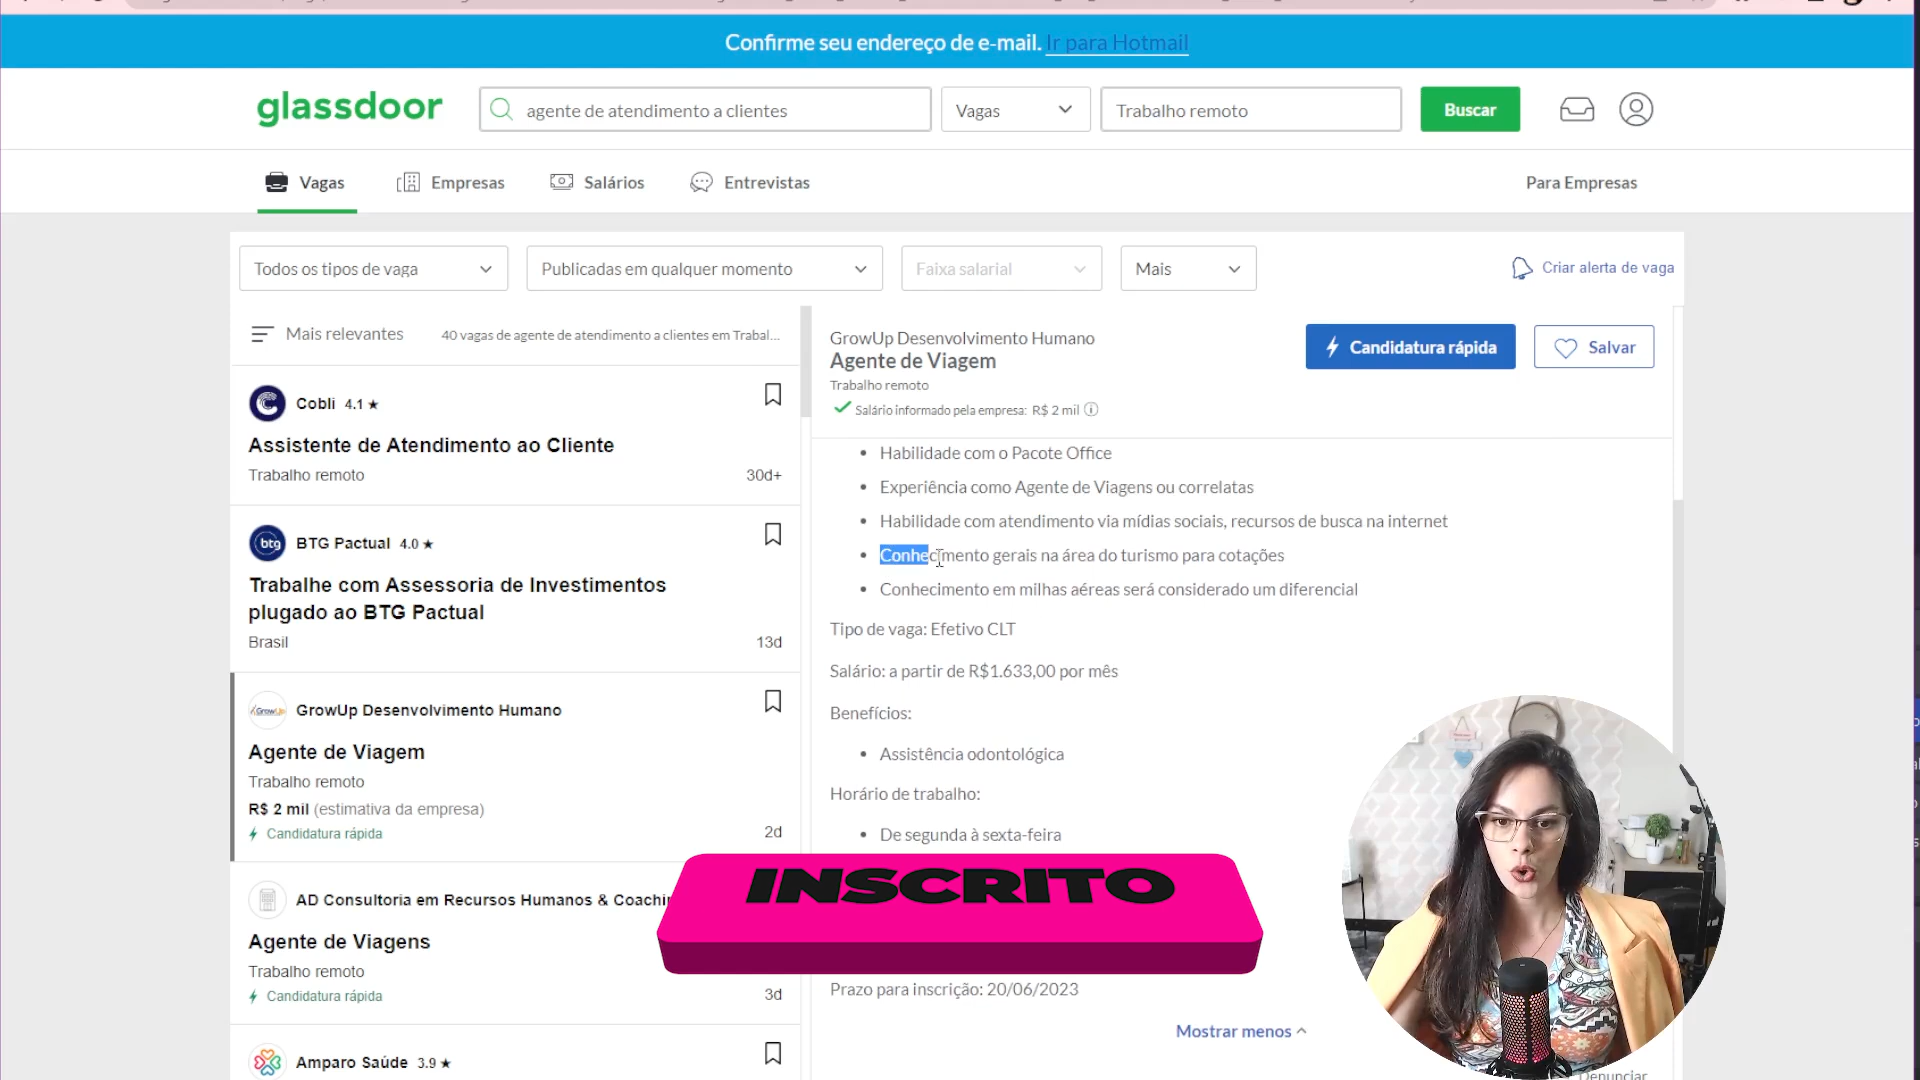 Confirme seu endereço de e-mail. Ir para Hotmail
glassdoor
agente de atendimento a clientes
Vagas
Trabalho remoto
Buscar
Vagas
Empresas
Salários
Entrevistas
Para Empresas
Todos os tipos de vaga
Publicadas em qualquer momento
Faixa salarial
Mais
Criar alerta de vaga
Mais relevantes
40 vagas de agente de atendimento a clientes em Trabal...
Cobli 4.1 ★
Assistente de Atendimento ao Cliente
Trabalho remoto
30d+
btg
BTG Pactual 4.0 ★
Trabalhe com Assessoria de Investimentos
plugado ao BTG Pactual
Brasil
13d
GrowUp
GrowUp Desenvolvimento Humano
Agente de Viagem
Trabalho remoto
R$ 2 mil (estimativa da empresa)
Candidatura rápida
2d
AD Consultoria em Recursos Humanos & Coachi
Agente de Viagens
Trabalho remoto
Candidatura rápida
3d
Amparo Saúde 3.9 ★
GrowUp Desenvolvimento Humano
Agente de Viagem
Trabalho remoto
Salário informado pela empresa: R$ 2 mil
Candidatura rápida
Salvar
• Habilidade com o Pacote Office
• Experiência como Agente de Viagens ou correlatas
• Habilidade com atendimento via mídias sociais, recursos de busca na internet
• Conhecimento gerais na área do turismo para cotações
• Conhecimento em milhas aéreas será considerado um diferencial
Tipo de vaga: Efetivo CLT
Salário: a partir de R$1.633,00 por mês
Benefícios:
• Assistência odontológica
Horário de trabalho:
• De segunda à sexta-feira
INSCRITO
Prazo para inscrição: 20/06/2023
Mostrar menos
Denunciar